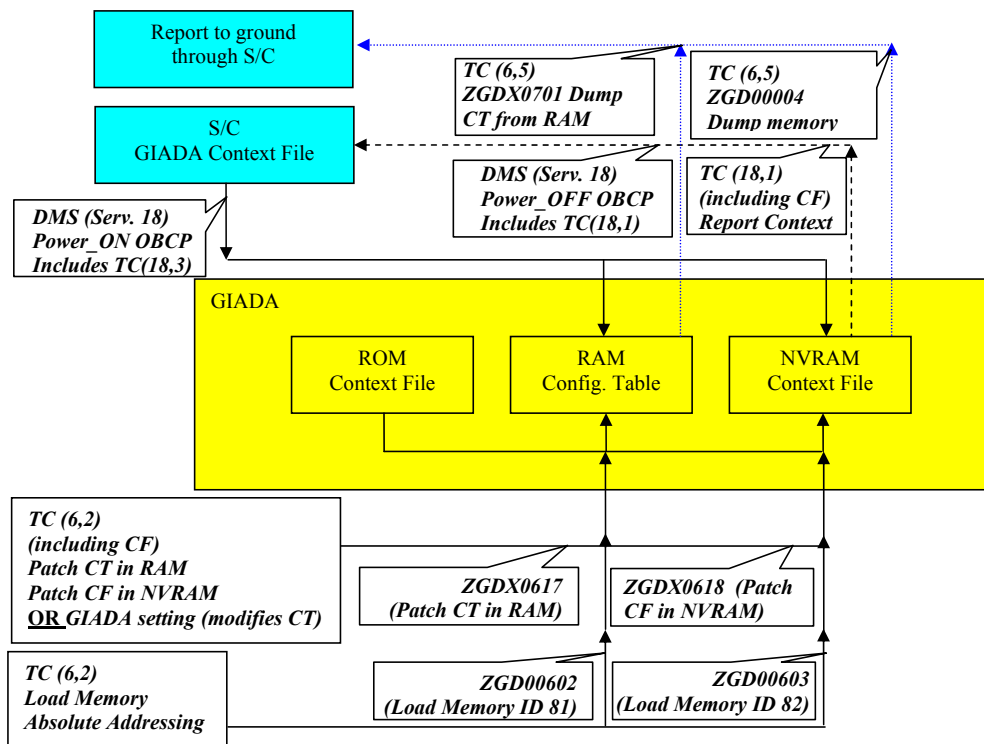 Report to ground
through S/C
TC (6,5)
ZGDX0701 Dump
CT from RAM
TC (6,5)
ZGD00004
Dump memory
S/C
GIADA Context File
DMS (Serv. 18)
Power_ON OBCP
Includes TC(18,3)
DMS (Serv. 18)
Power_OFF OBCP
Includes TC(18,1)
TC (18,1)
(including CF)
Report Context
GIADA
ROM
Context File
RAM
Config. Table
NVRAM
Context File
TC (6,2)
(including CF)
Patch CT in RAM
Patch CF in NVRAM
OR GIADA setting (modifies CT)
ZGDX0617
(Patch CT in RAM)
ZGDX0618 (Patch
CF in NVRAM)
TC (6,2)
Load Memory
Absolute Addressing
ZGD00602
(Load Memory ID 81)
ZGD00603
(Load Memory ID 82)